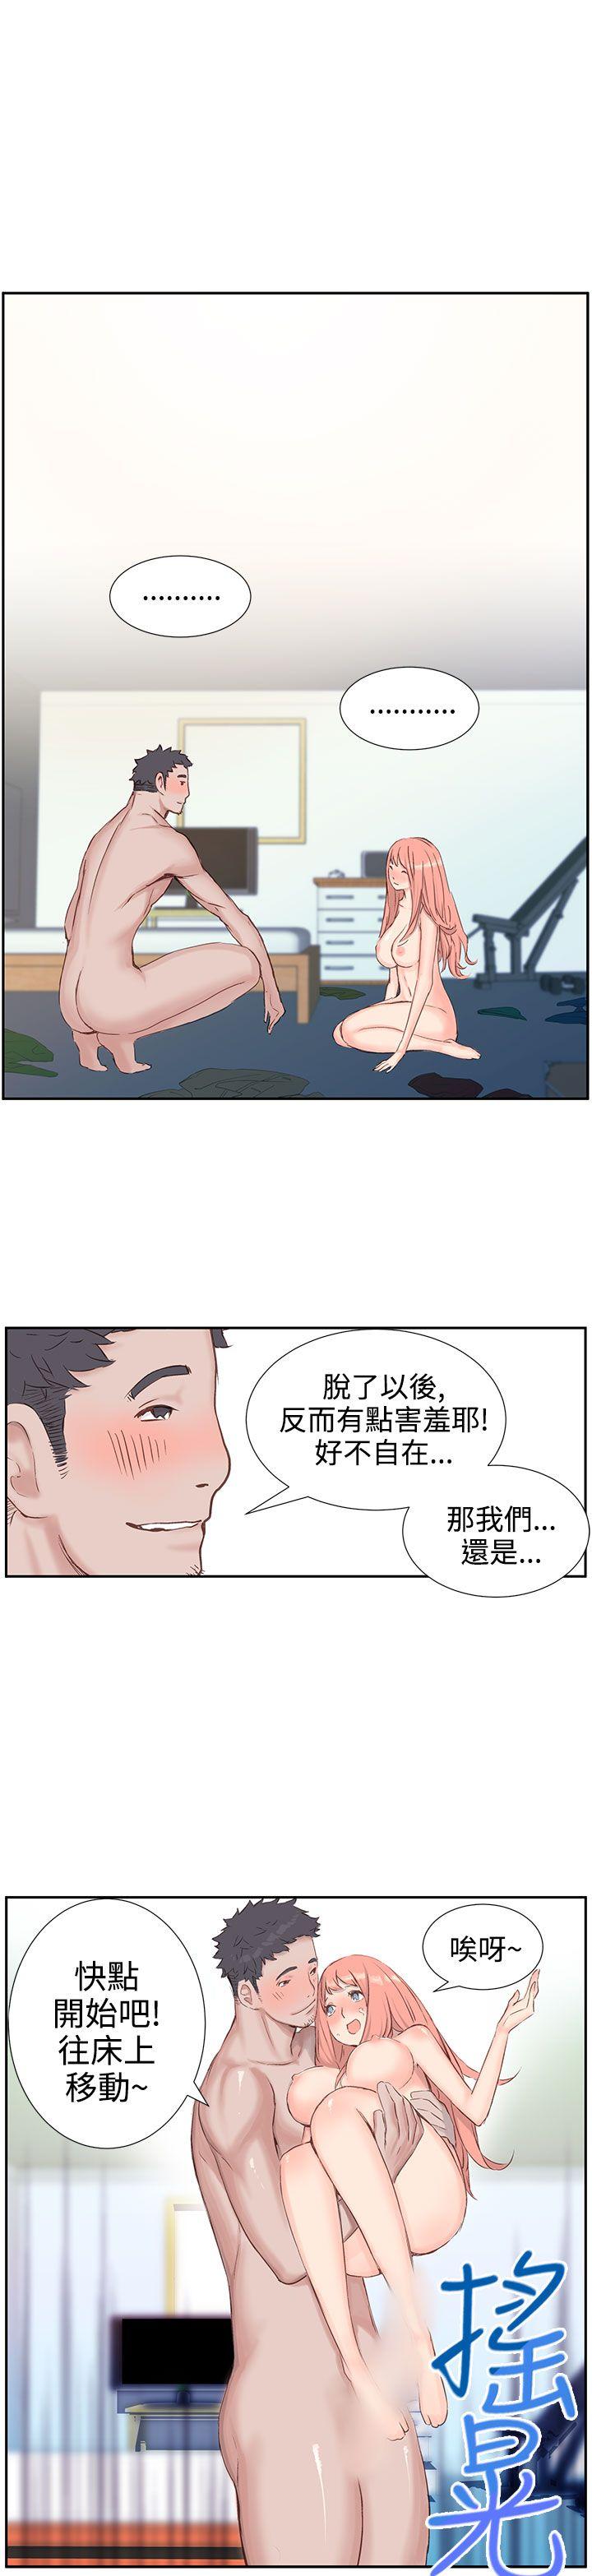 ..........
...........
脫了以後,
反而有點害羞耶!
好不自在...
那我們...
還是...
唉呀~
快點
開始吧!
往床上
移動~
搖晃